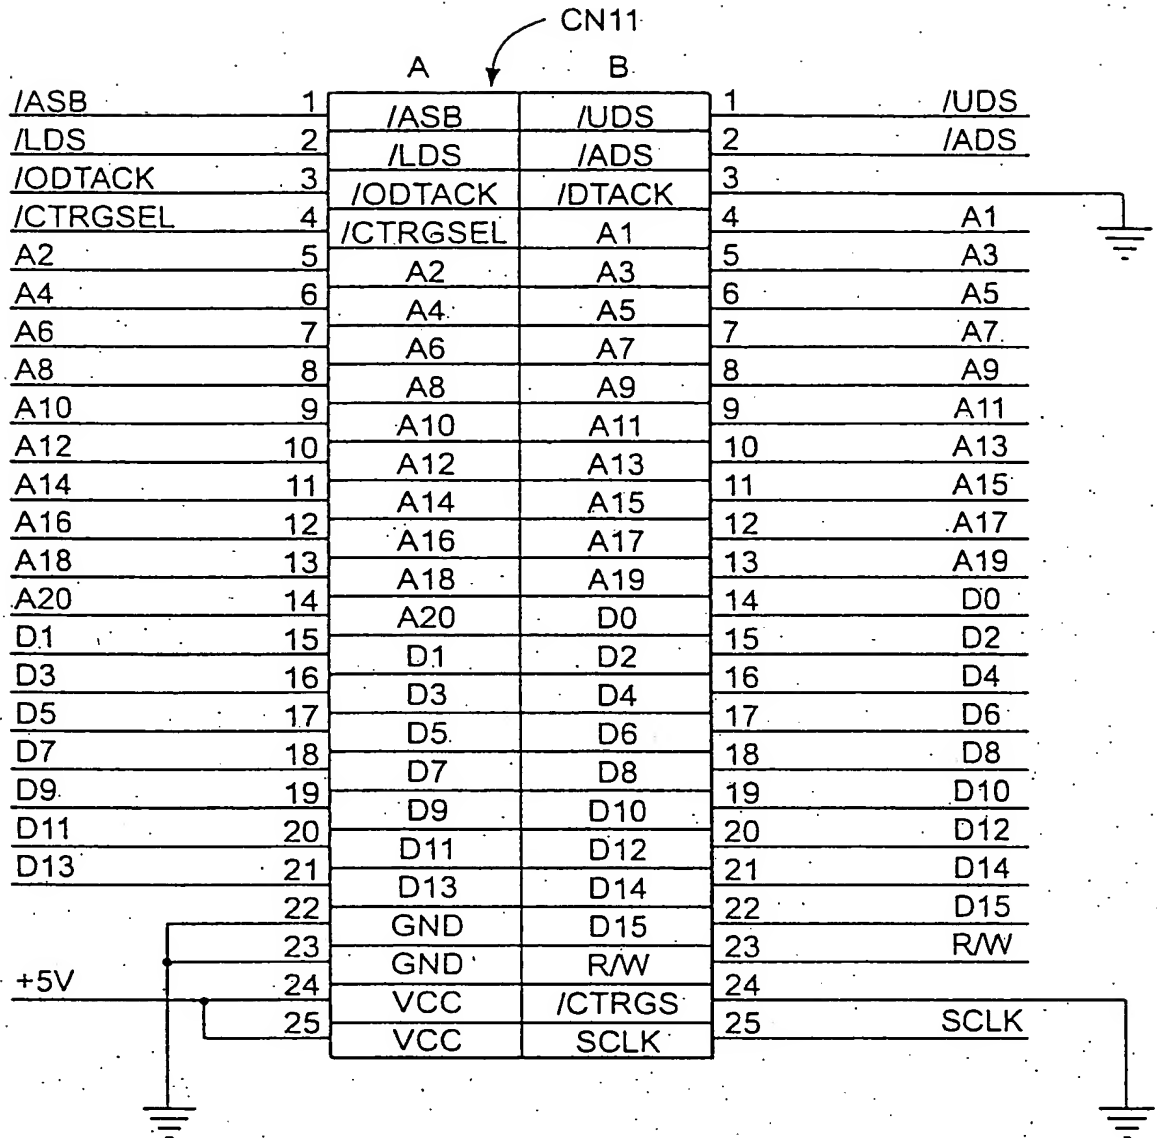 CN11
A B
/ASB 1 /ASB /UDS 1 /UDS
/LDS 2 /LDS /ADS 2 /ADS
/ODTACK 3 /ODTACK /DTACK 3
/CTRGSEL 4 /CTRGSEL A1 4 A1
A2 5 A2 A3 5 A3
A4 6 A4 A5 6 A5
A6 7 A6 A7 7 A7
A8 8 A8 A9 8 A9
A10 9 A10 A11 9 A11
A12 10 A12 A13 10 A13
A14 11 A14 A15 11 A15
A16 12 A16 A17 12 A17
A18 13 A18 A19 13 A19
A20 14 A20 D0 14 D0
D1 15 D1 D2 15 D2
D3 16 D3 D4 16 D4
D5 17 D5 D6 17 D6
D7 18 D7 D8 18 D8
D9 19 D9 D10 19 D10
D11 20 D11 D12 20 D12
D13 21 D13 D14 21 D14
22 GND D15 22 D15
23 GND R/W 23 R/W
+5V 24 VCC /CTRGS 24
25 VCC SCLK 25 SCLK